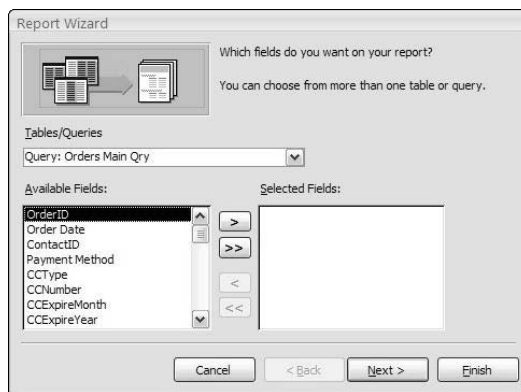 Report Wizard
Which fields do you want on your report?
You can choose from more than one table or query.
Tables/Queries
Query: Orders Main Qry
Available Fields:
Selected Fields:
OrderID
Order Date
ContactID
Payment Method
CCType
CCNumber
CCExpireMonth
CCExpireYear
>
>>
<
<<
Cancel
< Back
Next >
Finish